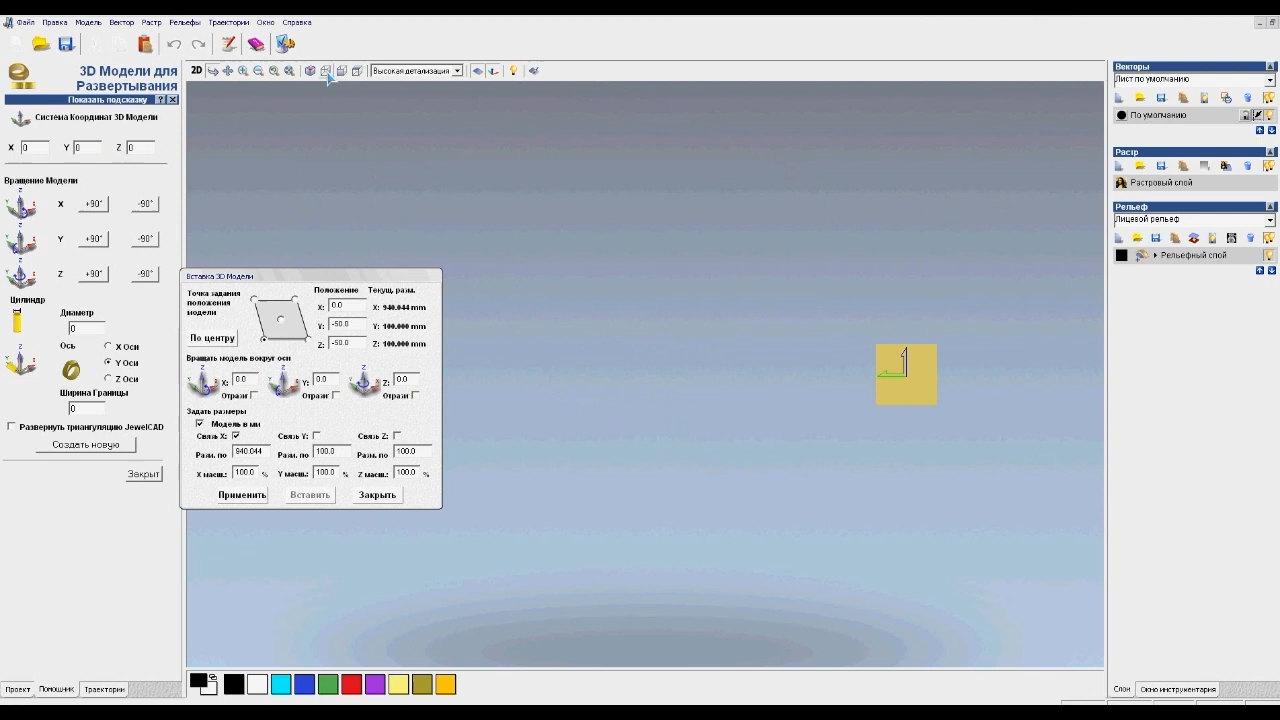 Файл Правка Модель Вектор Растр Рельефы Траектории Окно Справка
2D
Высокая детализация
3D Модели для
Развертывания
Показать подсказку ? X
Система Координат 3D Модели
X 0 Y 0 Z 0
Вращение Модели
X +90° -90°
Y +90° -90°
Z +90° -90°
Цилиндр
Диаметр
0
Ось
X Оси
Y Оси
Z Оси
Ширина Границы
0
Развернуть триангуляцию JewelCAD
Создать новую
Закрыт
Проект Помощник Траектории
Вставка 3D Модели
Точка задания
положения
модели
По центру
Положение Текущ. разм.
X: 0.0 X: 940.044 mm
Y: -50.0 Y: 100.000 mm
Z: -50.0 Z: 100.000 mm
Вращать модель вокруг оси
X: 0.0 Y: 0.0 Z: 0.0
Отразит Отразит Отразит
Задать размеры
Модель в мм
Связь X: Связь Y: Связь Z:
Разм. по 940.044 Разм. по 100.0 Разм. по 100.0
X масш.: 100.0 % Y масш.: 100.0 % Z масш.: 100.0 %
Применить Вставить Закрыть
Векторы
Лист по умолчанию
По умолчанию
Растр
Растровый слой
Рельеф
Лицевой рельеф
Рельефный слой
Слои Окно инструментария